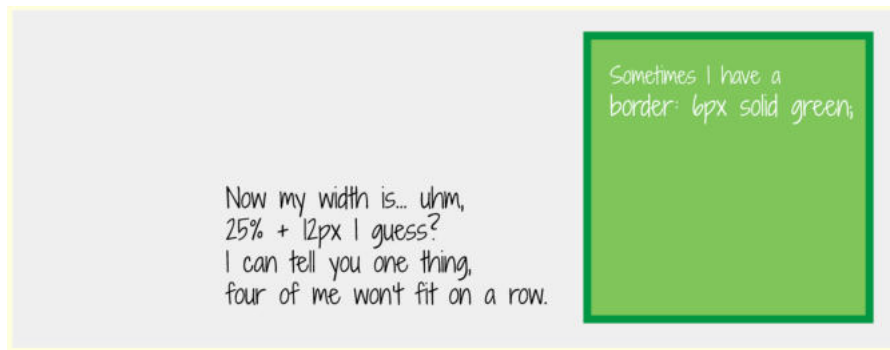 Sometimes I have a
border: 6px solid green;
Now my width is... uhm,
25% + 12px I guess?
I can tell you one thing,
four of me won't fit on a row.